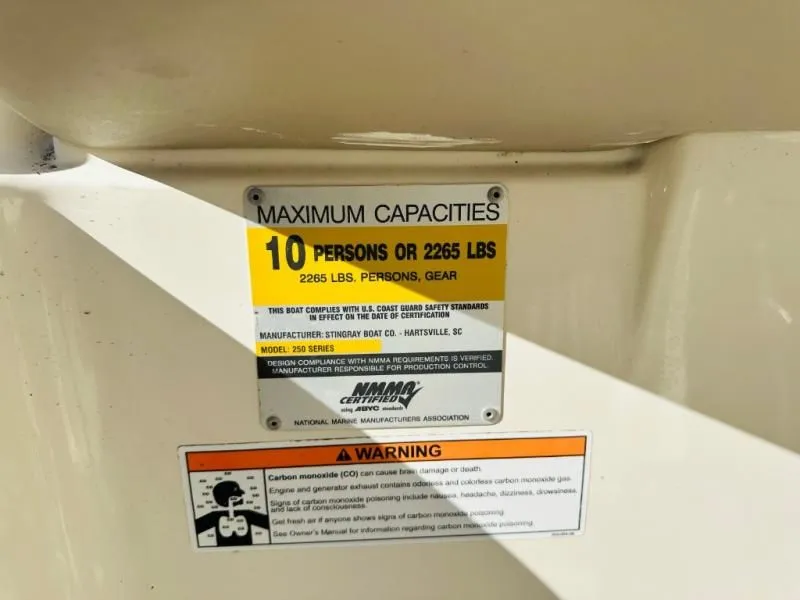 MAXIMUM CAPACITIES
10 PERSONS OR 2265 LBS
2265 LBS. PERSONS, GEAR
THIS BOAT COMPLIES WITH U.S. COAST GUARD SAFETY STANDARDS
IN EFFECT ON THE DATE OF CERTIFICATION
MANUFACTURER: STINGRAY BOAT CO. - HARTSVILLE, SC
MODEL: 250 SERIES
DESIGN COMPLIANCE WITH NMMA REQUIREMENTS IS VERIFIED.
MANUFACTURER RESPONSIBLE FOR PRODUCTION CONTROL.
NMMA
CERTIFIED
using ABYC standards
NATIONAL MARINE MANUFACTURERS ASSOCIATION
WARNING
Carbon monoxide (CO) can cause brain damage or death.
Engine and generator exhaust contains odorless and colorless carbon monoxide gas.
Signs of carbon monoxide poisoning include nausea, headache, dizziness, drowsiness,
and lack of consciousness.
Get fresh air if anyone shows signs of carbon monoxide poisoning.
See Owner's Manual for information regarding carbon monoxide poisoning.